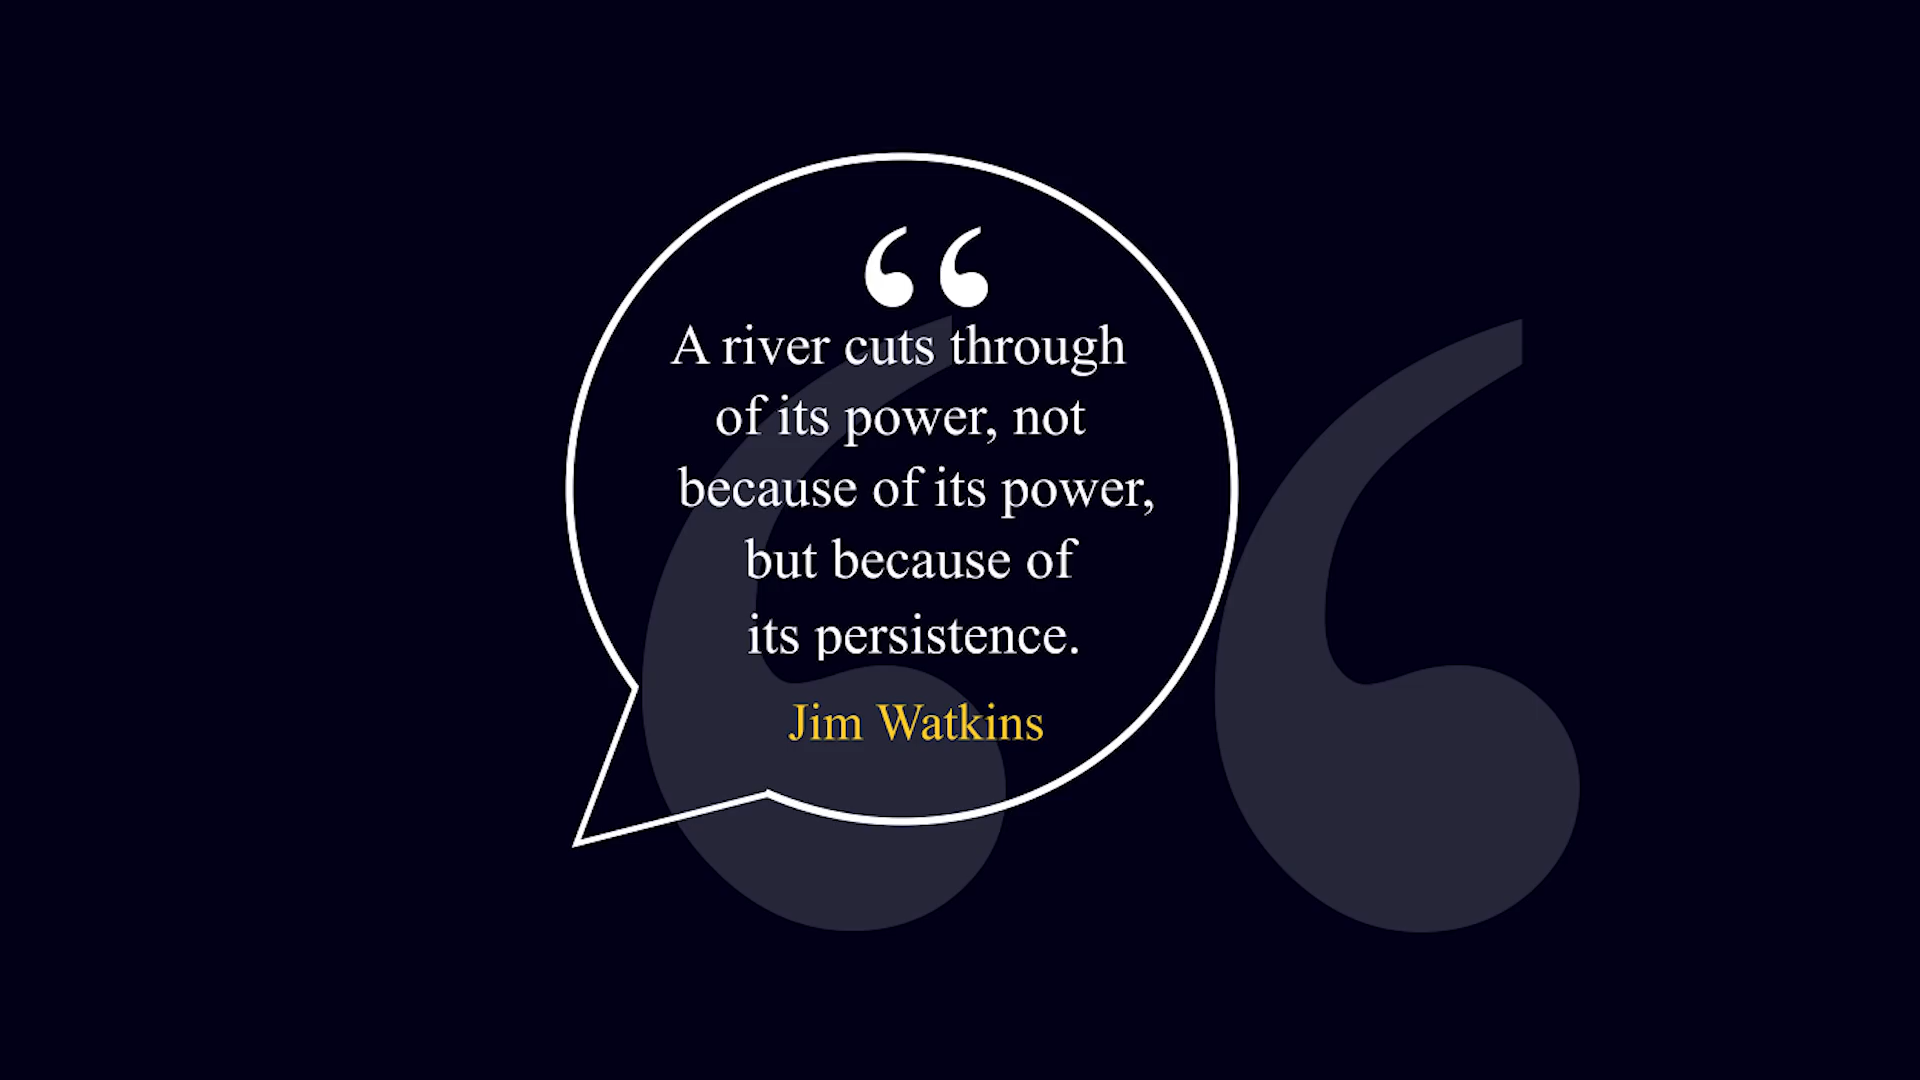 “
A river cuts through
of its power, not
because of its power,
but because of
its persistence.
Jim Watkins